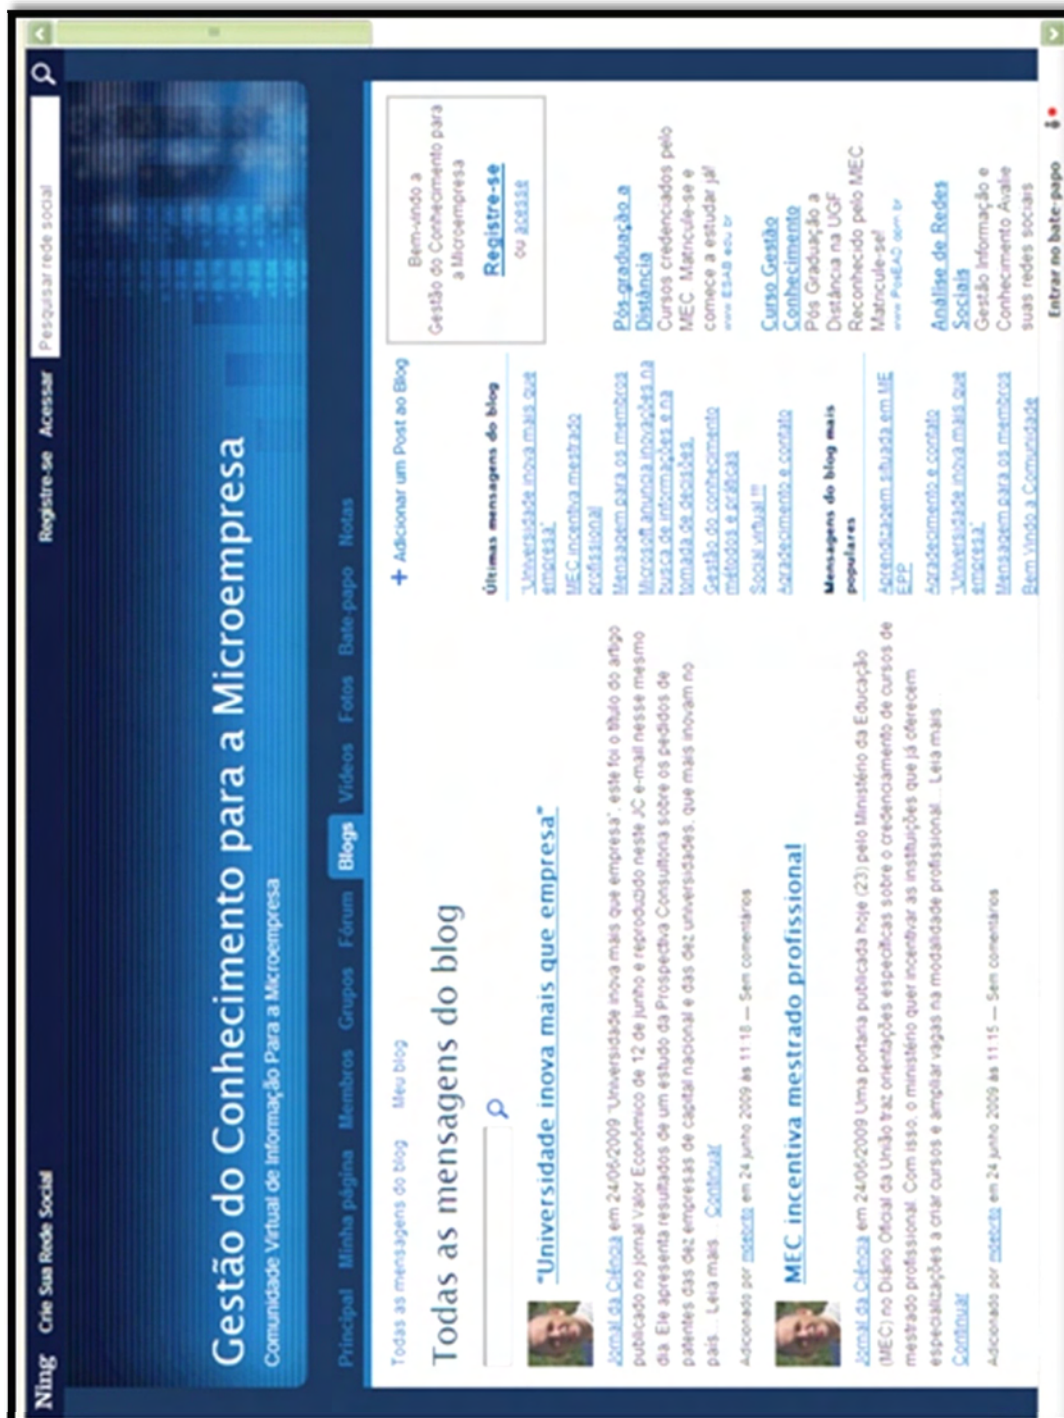 Ning Crie Sua Rede Social Registre-se Acessar Pesquisar rede social
Gestão do Conhecimento para a Microempresa
Comunidade Virtual de Informação Para a Microempresa
Principal Minha página Membros Grupos Fórum Blogs Vídeos Fotos Bate-papo Notas
Todas as mensagens do blog Meu blog
+ Adicionar um Post ao Blog
Todas as mensagens do blog
"Universidade inova mais que empresa"
Jornal da Ciência em 24/06/2009 "Universidade inova mais que empresa", este foi o título do artigo
publicado no jornal Valor Econômico de 12 de junho e reproduzido neste JC e-mail nesse mesmo
dia. Ele apresenta resultados de um estudo da Prospectiva Consultoria sobre os pedidos de
patentes das dez empresas de capital nacional e das dez universidades, que mais inovam no
país... Leia mais... Continuar
Adicionado por mdebrito em 24 junho 2009 às 11:18 — Sem comentários
MEC incentiva mestrado profissional
Jornal da Ciência em 24/06/2009 Uma portaria publicada hoje (23) pelo Ministério da Educação
(MEC) no Diário Oficial da União traz orientações específicas sobre o credenciamento de cursos de
mestrado profissional. Com isso, o ministério quer incentivar as instituições que já oferecem
especializações a criar cursos e ampliar vagas na modalidade profissional... Leia mais...
Continuar
Adicionado por mdebrito em 24 junho 2009 às 11:15 — Sem comentários
Últimas mensagens do blog
"Universidade inova mais que
empresa"
MEC incentiva mestrado
profissional
Mensagem para os membros
Microsoft anuncia inovações na
busca de informações e na
tomada de decisões.
Gestão do conhecimento
métodos e práticas
Social virtual !!!
Agradecimento e contato
Mensagens do blog mais
populares
Aprendizagem situada em ME
EPP
Agradecimento e contato
"Universidade inova mais que
empresa"
Mensagem para os membros
Bem Vindo a Comunidade
Bem-vindo a
Gestão do Conhecimento para
a Microempresa
Registre-se
ou acesse
Pós-graduação a
Distância
Cursos credenciados pelo
MEC. Matricule-se e
comece a estudar já!
www.ESAB.edu.br
Curso Gestão
Conhecimento
Pós Graduação a
Distância na UGF
Reconhecido pelo MEC
Matricule-se!
www.PosEAD.com.br
Análise de Redes
Sociais
Gestão Informação e
Conhecimento Avalie
suas redes sociais
Entrar no bate-papo